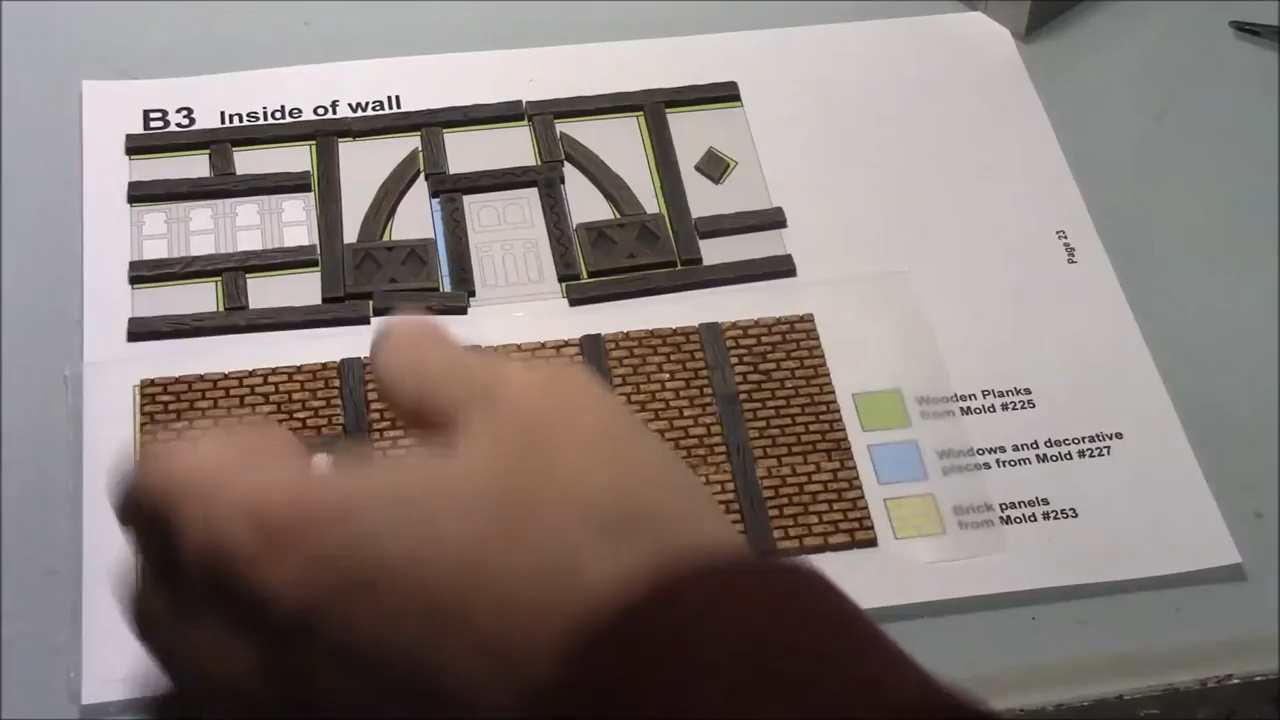 B3 Inside of wall
Page 23
Wooden Planks
from Mold #225
Windows and decorative
pieces from Mold #227
Brick panels
from Mold #253